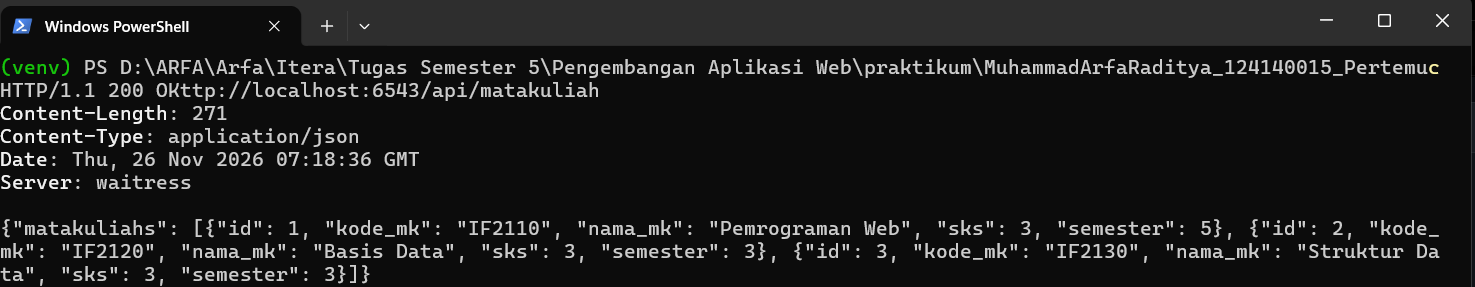 Windows PowerShell
(venv) PS D:\ARFA\Arfa\Itera\Tugas Semester 5\Pengembangan Aplikasi Web\praktikum\MuhammadArfaRaditya_124140015_Pertemuc
HTTP/1.1 200 OKttp://localhost:6543/api/matakuliah
Content-Length: 271
Content-Type: application/json
Date: Thu, 26 Nov 2026 07:18:36 GMT
Server: waitress
{"matakuliahs": [{"id": 1, "kode_mk": "IF2110", "nama_mk": "Pemrograman Web", "sks": 3, "semester": 5}, {"id": 2, "kode_
mk": "IF2120", "nama_mk": "Basis Data", "sks": 3, "semester": 3}, {"id": 3, "kode_mk": "IF2130", "nama_mk": "Struktur Da
ta", "sks": 3, "semester": 3}]}